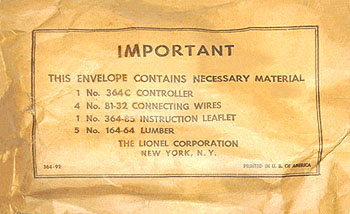 IMPORTANT
THIS ENVELOPE CONTAINS NECESSARY MATERIAL
1 No. 364C CONTROLLER
4 No. 81-32 CONNECTING WIRES
1 No. 364-85 INSTRUCTION LEAFLET
5 No. 164-64 LUMBER
THE LIONEL CORPORATION
NEW YORK, N.Y.
364-92 PRINTED IN U. S. OF AMERICA